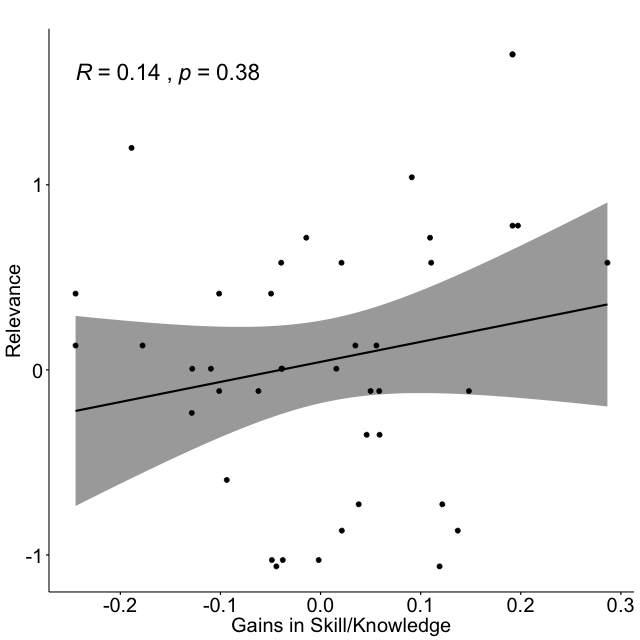 R = 0.14 , p = 0.38
1
0
-1
Relevance
-0.2 -0.1 0.0 0.1 0.2 0.3
Gains in Skill/Knowledge